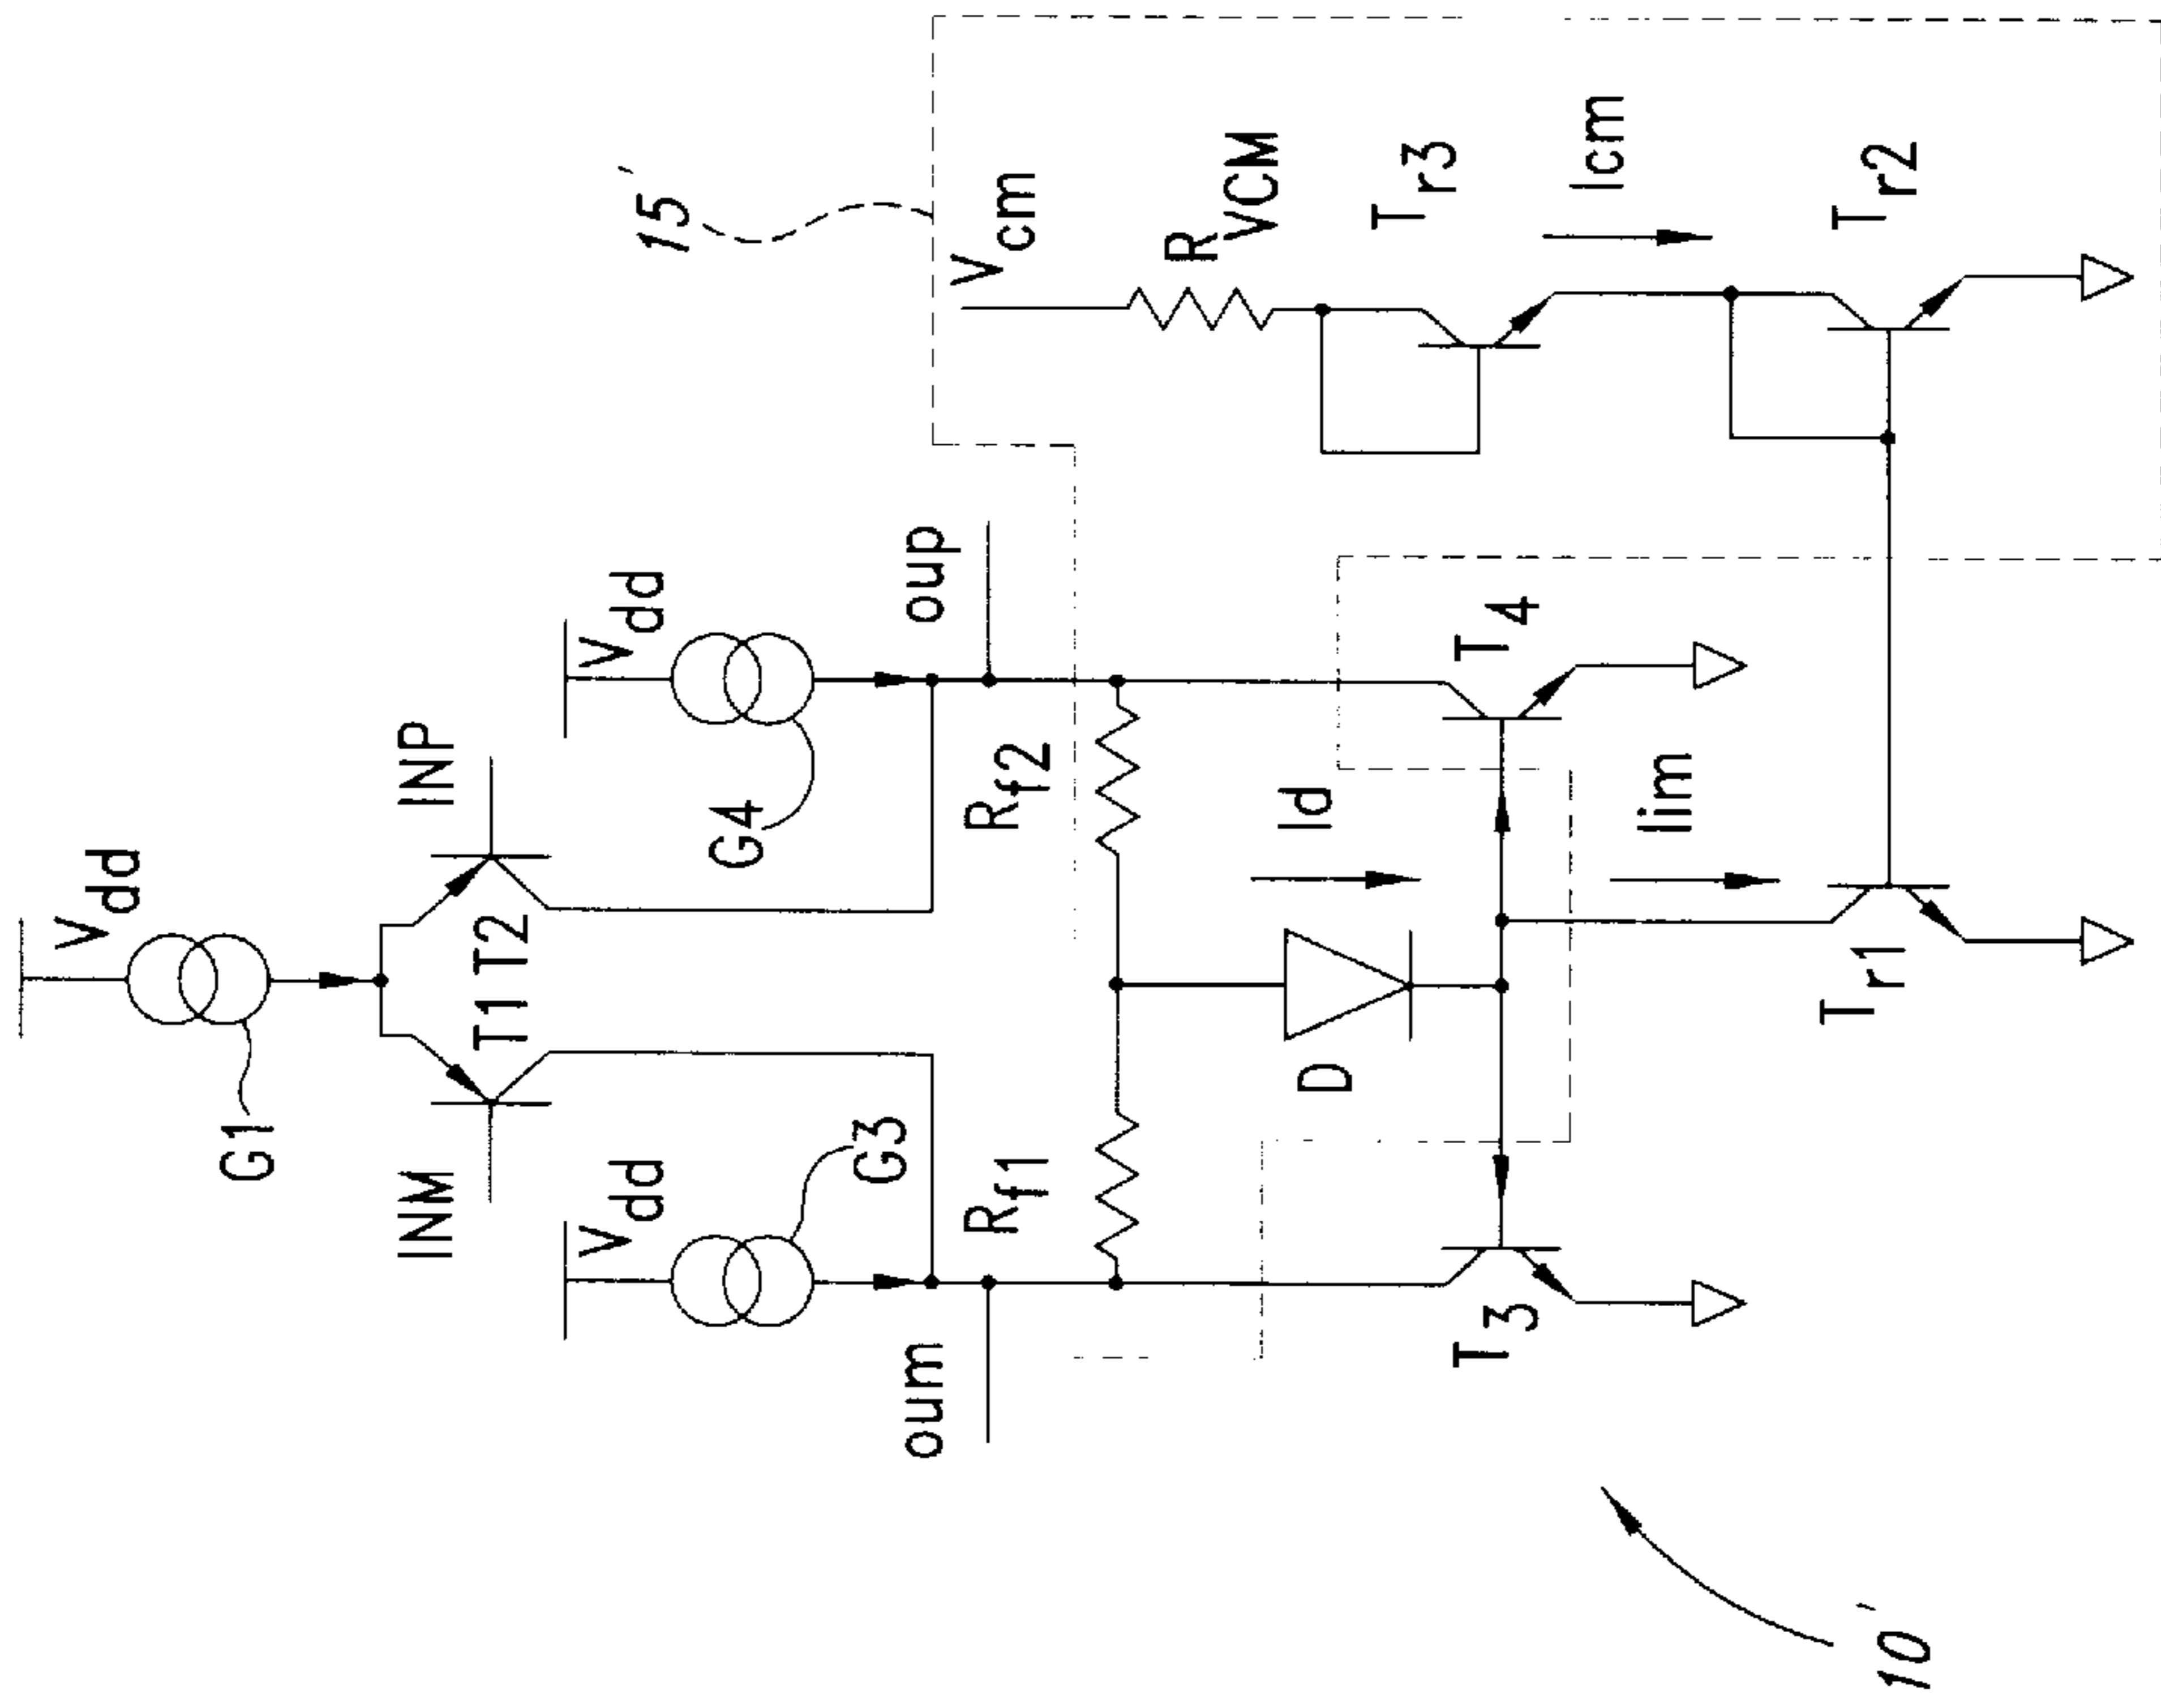 Vdd
G1
INM
INP
T1 T2
Vdd
G3
Vdd
G4
oum
oup
Rf1
Rf2
15'
Vcm
RVCM
Tr3
Icm
Tr2
D
Id
T3
T4
Iim
Tr1
10'